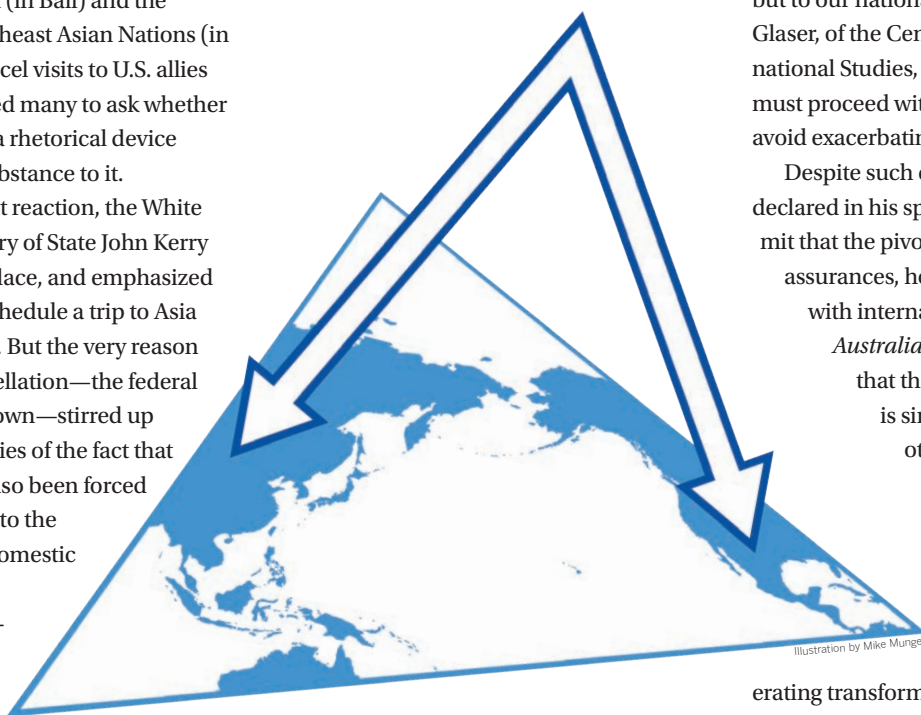 (in Bali) and the
heast Asian Nations (in
cel visits to U.S. allies
ed many to ask whether
a rhetorical device
bstance to it.
t reaction, the White
ry of State John Kerry
lace, and emphasized
hedule a trip to Asia
. But the very reason
ellation—the federal
own—stirred up
ies of the fact that
lso been forced
to the
omestic
-
but to our national
Glaser, of the Cen
national Studies,
must proceed wit
avoid exacerbatin
Despite such c
declared in his sp
mit that the pivo
assurances, ho
with interna
Australia
that th
is sin
ot
Illustration by Mike Munge
erating transform